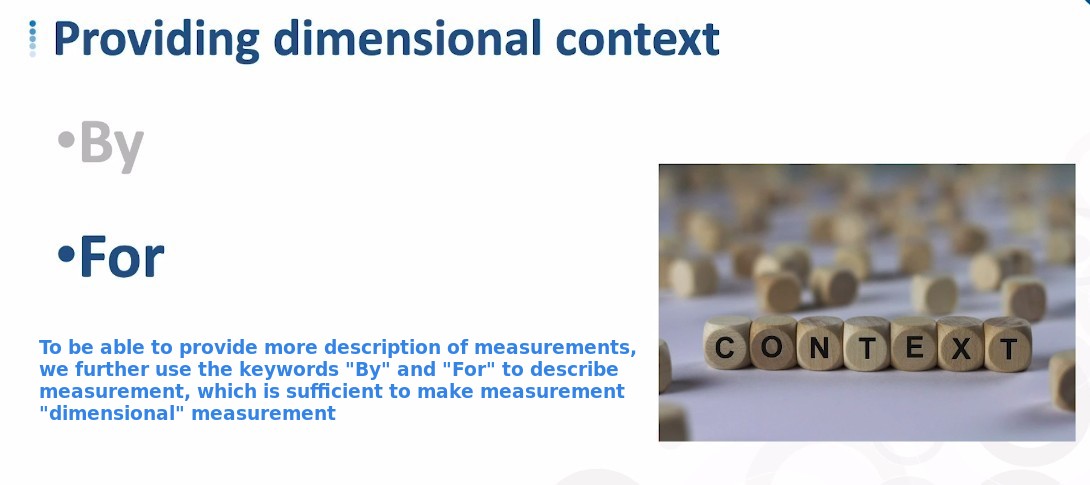 Providing dimensional context
•By
•For
To be able to provide more description of measurements,
we further use the keywords "By" and "For" to describe
measurement, which is sufficient to make measurement
"dimensional" measurement
CONTEXT